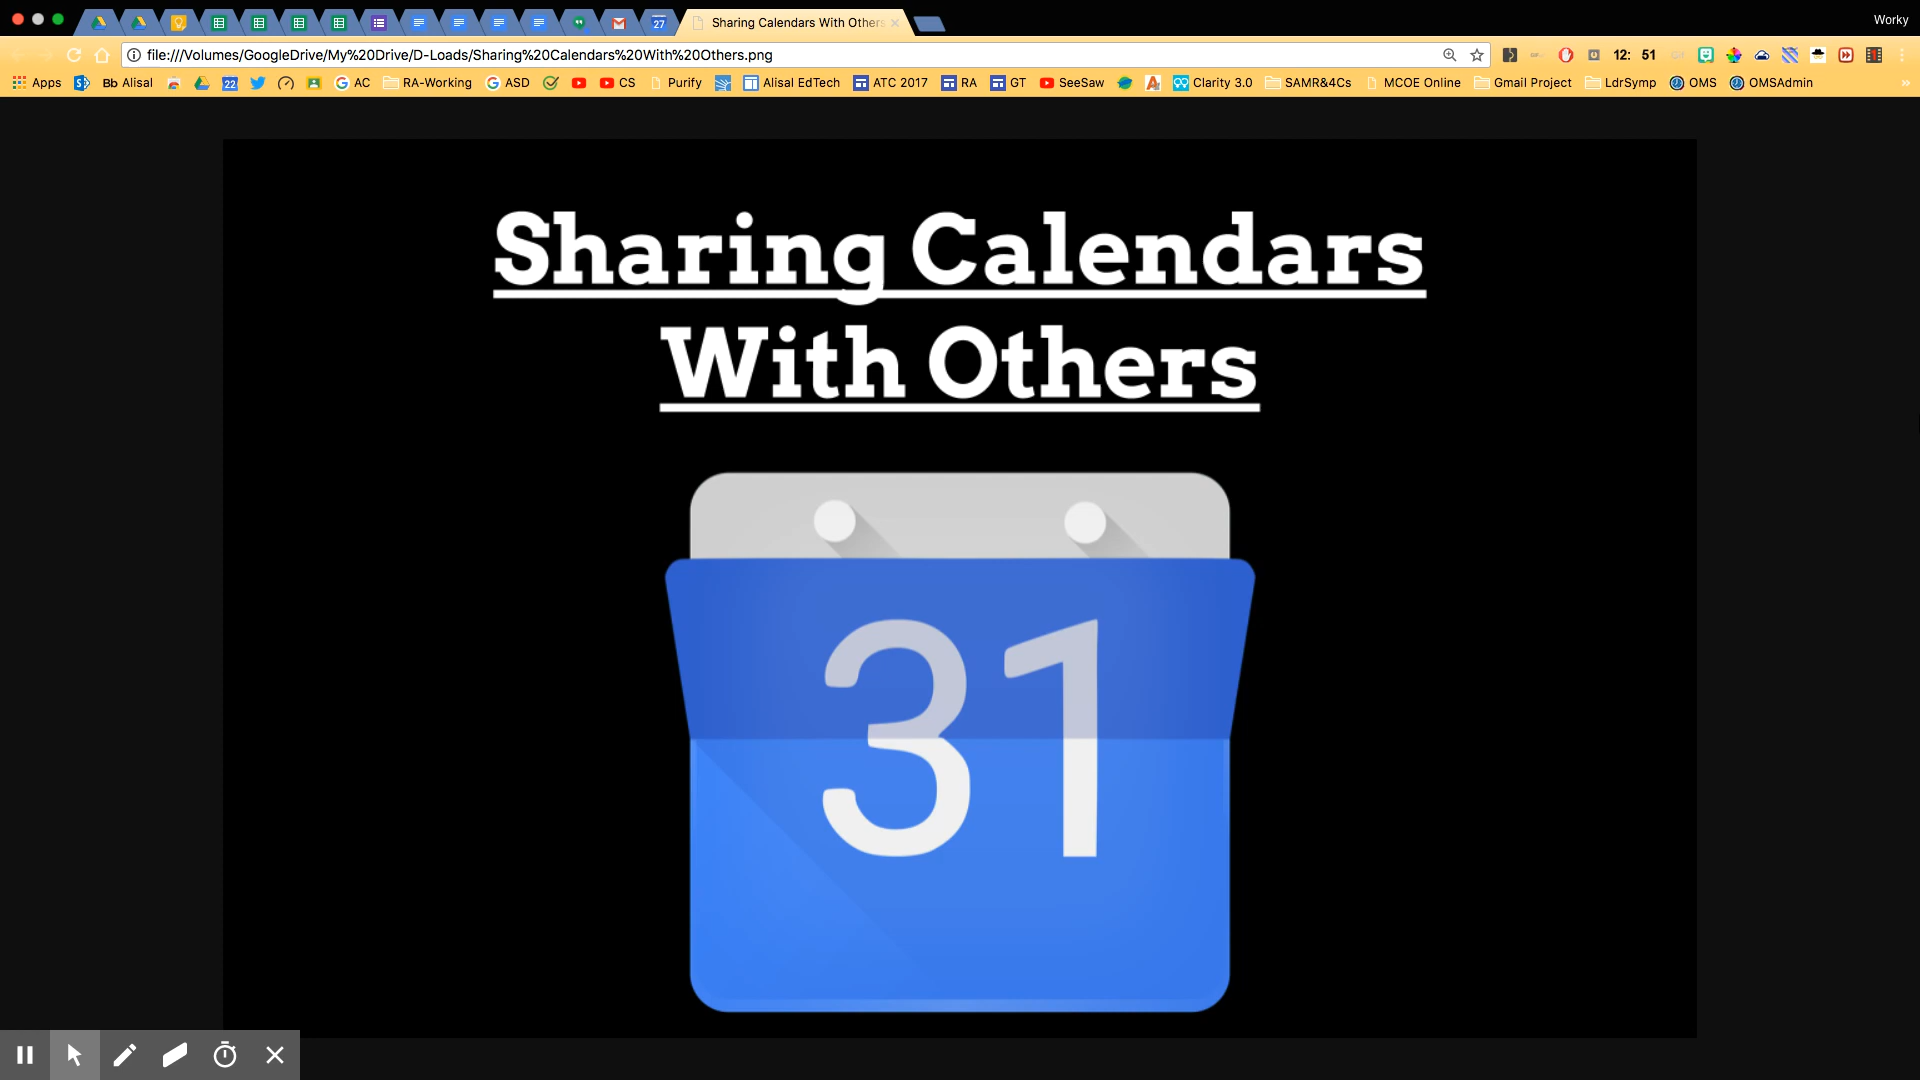 27
Sharing Calendars With Others
Worky
file:///Volumes/GoogleDrive/My%20Drive/D-Loads/Sharing%20Calendars%20With%20Others.png
12: 51
Apps Bb Alisal 22 AC RA-Working ASD CS Purify Alisal EdTech ATC 2017 RA GT SeeSaw Clarity 3.0 SAMR&4Cs MCOE Online Gmail Project LdrSymp OMS OMSAdmin
Sharing Calendars
With Others
31